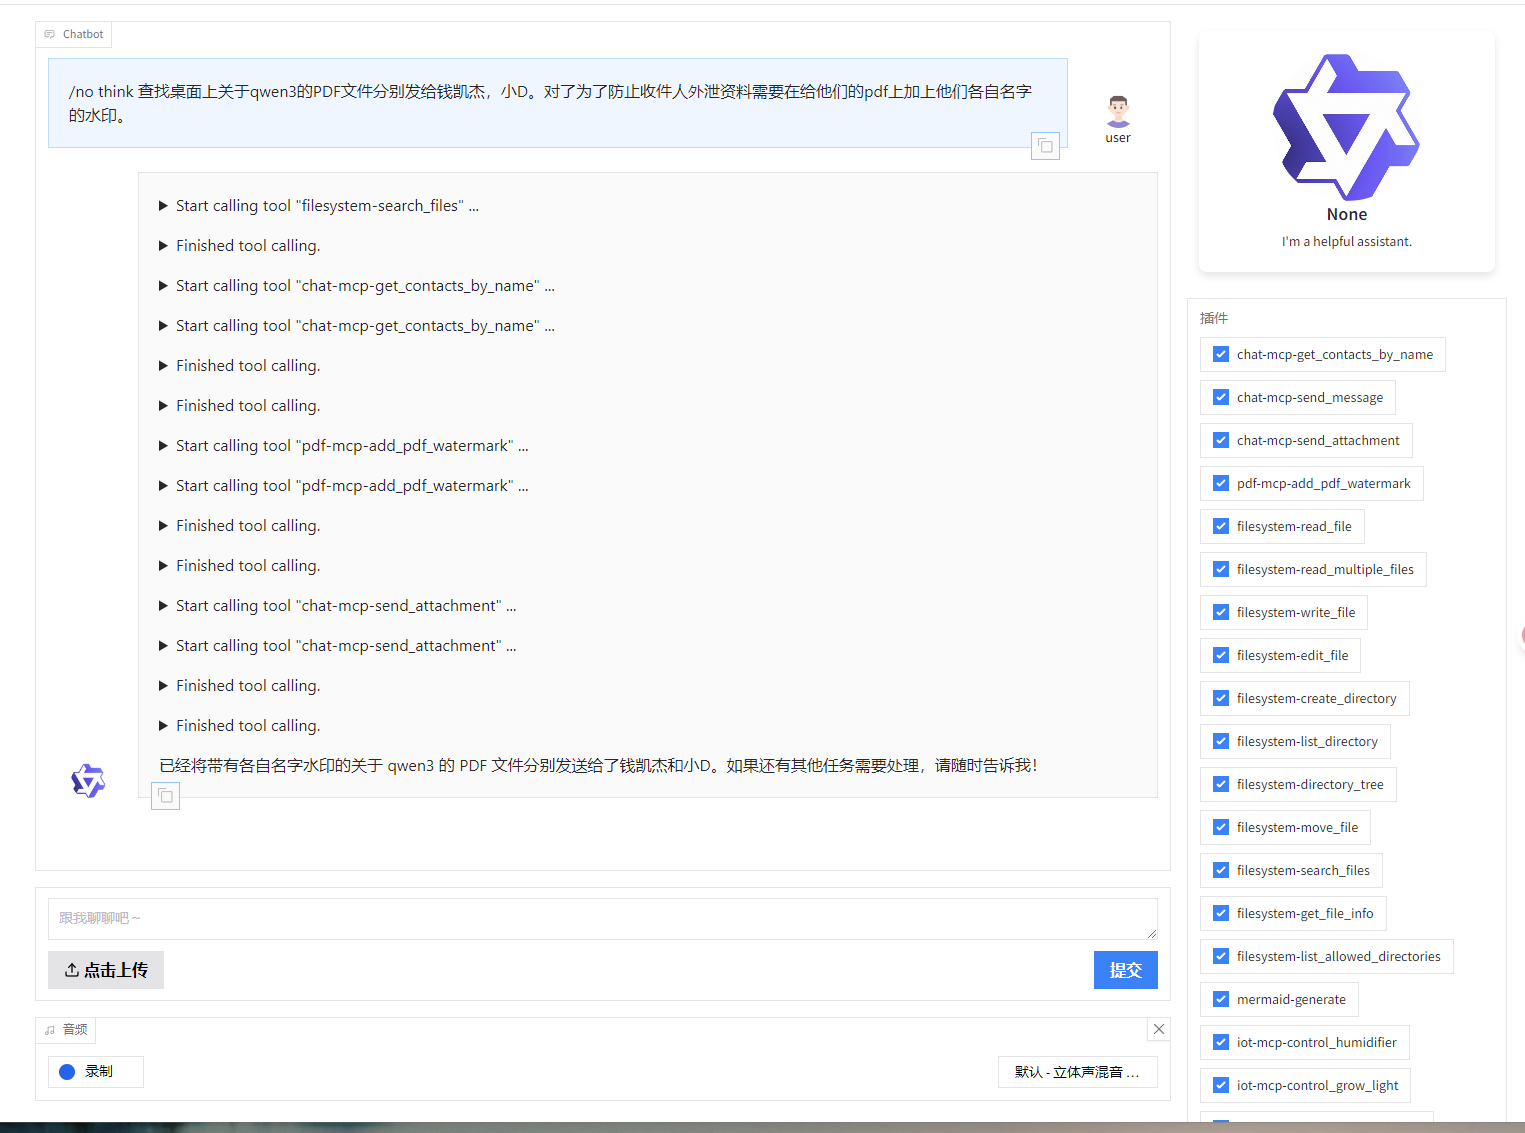 Chatbot
/no think 查找桌面上关于qwen3的PDF文件分别发给钱凯杰，小D。对了为了防止收件人外泄资料需要在给他们的pdf上加上他们各自名字
的水印。
user
Start calling tool "filesystem-search_files" ...
Finished tool calling.
Start calling tool "chat-mcp-get_contacts_by_name" ...
Start calling tool "chat-mcp-get_contacts_by_name" ...
Finished tool calling.
Finished tool calling.
Start calling tool "pdf-mcp-add_pdf_watermark" ...
Start calling tool "pdf-mcp-add_pdf_watermark" ...
Finished tool calling.
Finished tool calling.
Start calling tool "chat-mcp-send_attachment" ...
Start calling tool "chat-mcp-send_attachment" ...
Finished tool calling.
Finished tool calling.
已经将带有各自名字水印的关于 qwen3 的 PDF 文件分别发送给了钱凯杰和小D。如果还有其他任务需要处理，请随时告诉我！
跟我聊聊吧～
点击上传
提交
音频
录制
默认 - 立体声混音 ...
None
I'm a helpful assistant.
插件
chat-mcp-get_contacts_by_name
chat-mcp-send_message
chat-mcp-send_attachment
pdf-mcp-add_pdf_watermark
filesystem-read_file
filesystem-read_multiple_files
filesystem-write_file
filesystem-edit_file
filesystem-create_directory
filesystem-list_directory
filesystem-directory_tree
filesystem-move_file
filesystem-search_files
filesystem-get_file_info
filesystem-list_allowed_directories
mermaid-generate
iot-mcp-control_humidifier
iot-mcp-control_grow_light